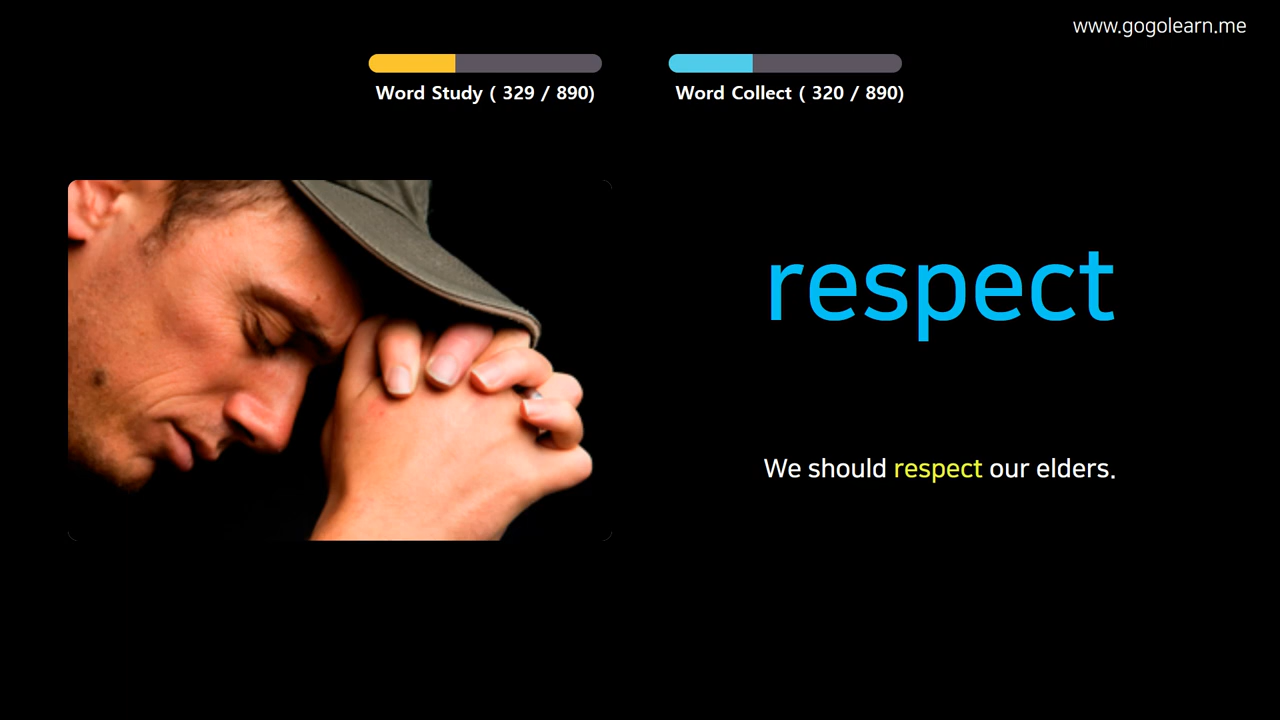 www.gogolearn.me
Word Study ( 329 / 890)
Word Collect ( 320 / 890)
respect
We should respect our elders.